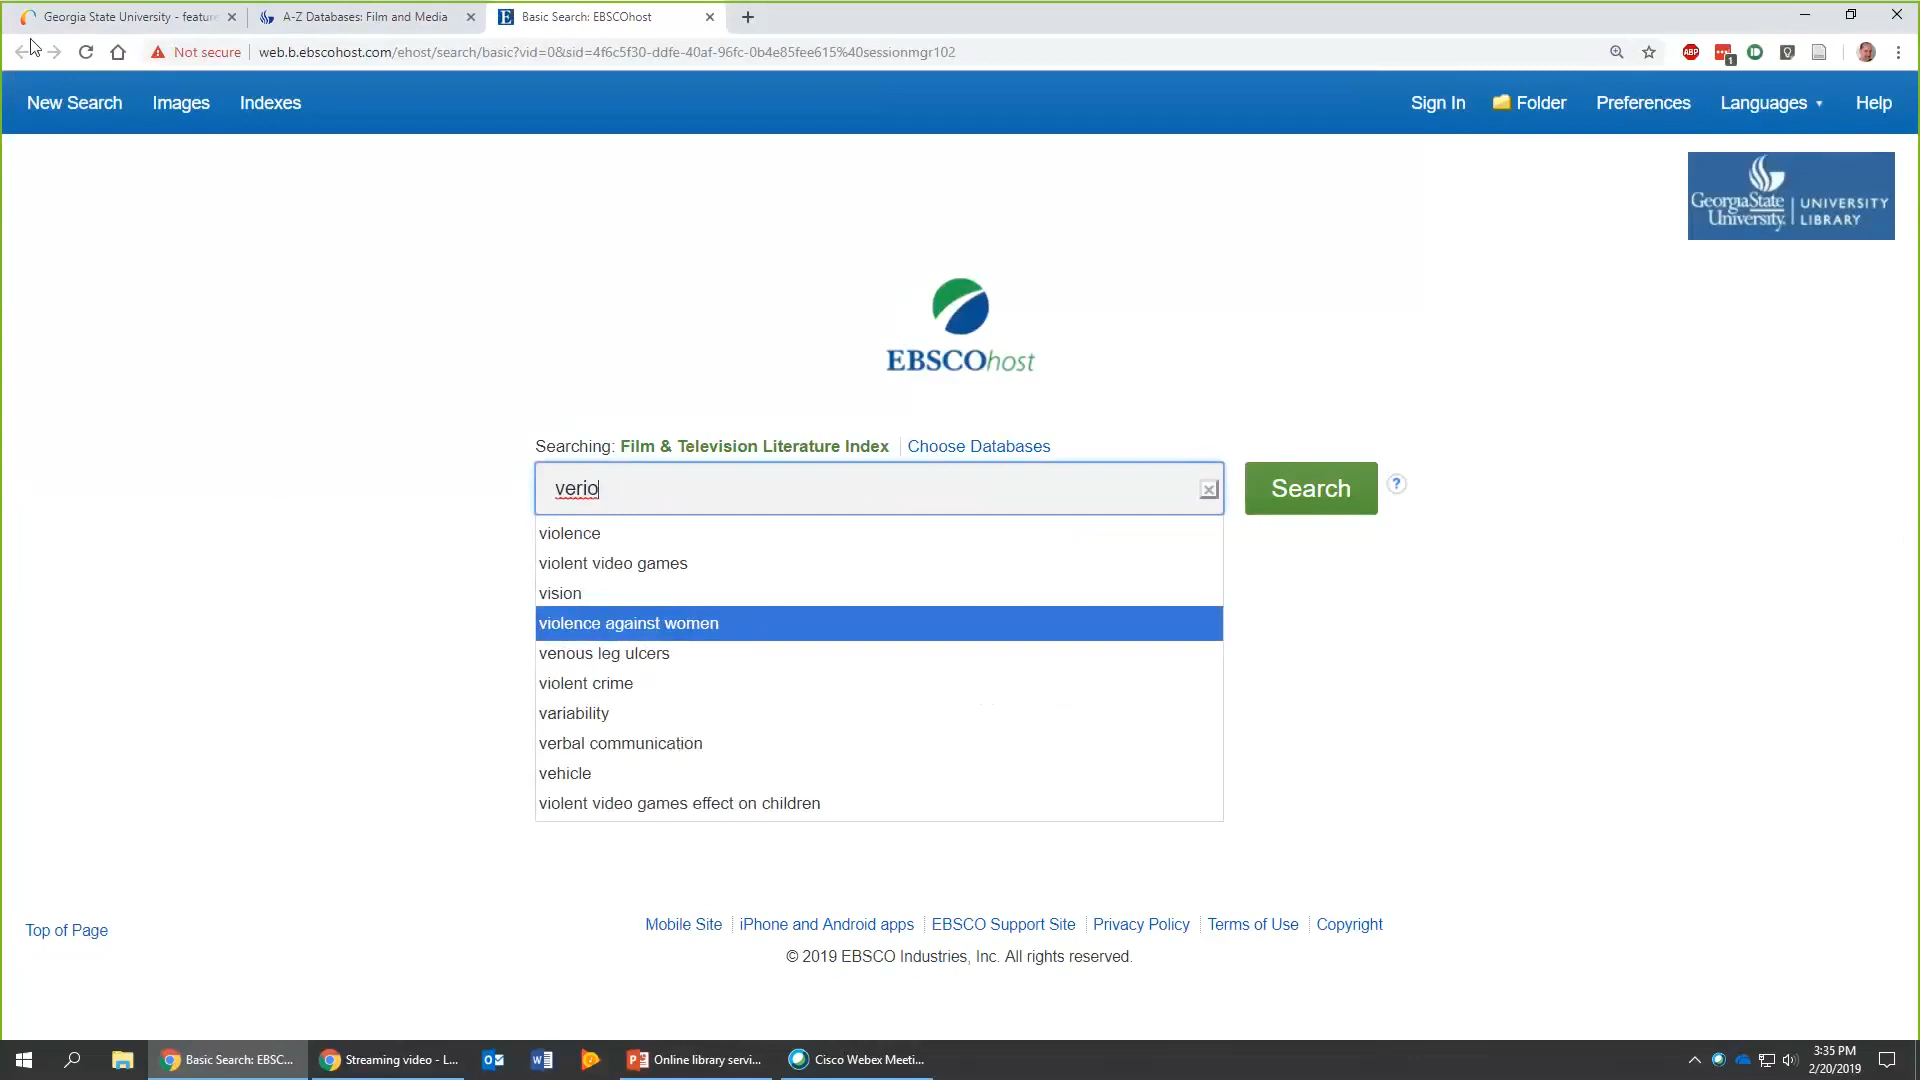 Georgia State University - feature
A-Z Databases: Film and Media
Basic Search: EBSCOhost
Not secure
web.b.ebscohost.com/ehost/search/basic?vid=0&sid=4f6c5f30-ddfe-40af-96fc-0b4e85fee615%40sessionmgr102
ABP
1
New Search Images Indexes
Sign In Folder Preferences Languages Help
GeorgiaState University. UNIVERSITY LIBRARY
EBSCOhost
Searching: Film & Television Literature Index Choose Databases
verio
Search
?
violence
violent video games
vision
violence against women
venous leg ulcers
violent crime
variability
verbal communication
vehicle
violent video games effect on children
Top of Page
Mobile Site iPhone and Android apps EBSCO Support Site Privacy Policy Terms of Use Copyright
© 2019 EBSCO Industries, Inc. All rights reserved.
Basic Search: EBSC...
Streaming video - L...
Online library servi...
Cisco Webex Meeti...
3:35 PM
2/20/2019